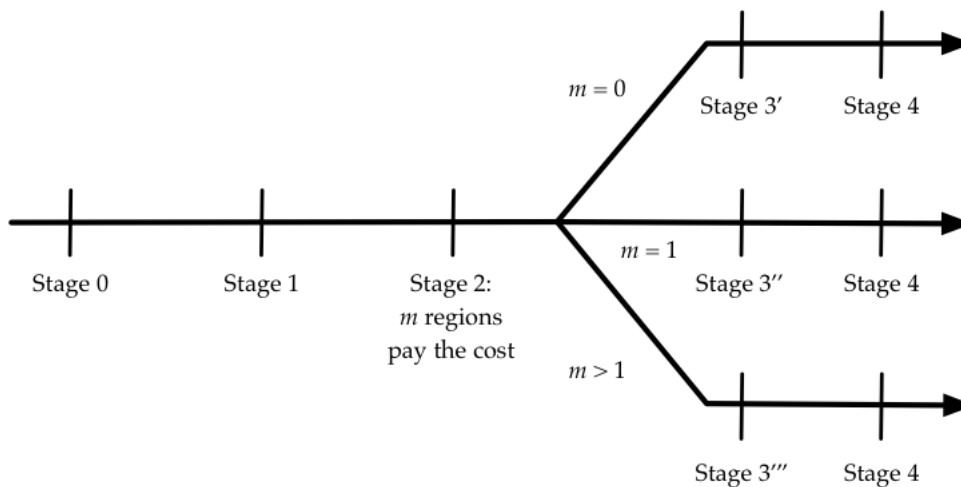 m = 0
Stage 3′
Stage 4
Stage 0
Stage 1
Stage 2:
m regions
pay the cost
m = 1
Stage 3″
Stage 4
m > 1
Stage 3‴
Stage 4